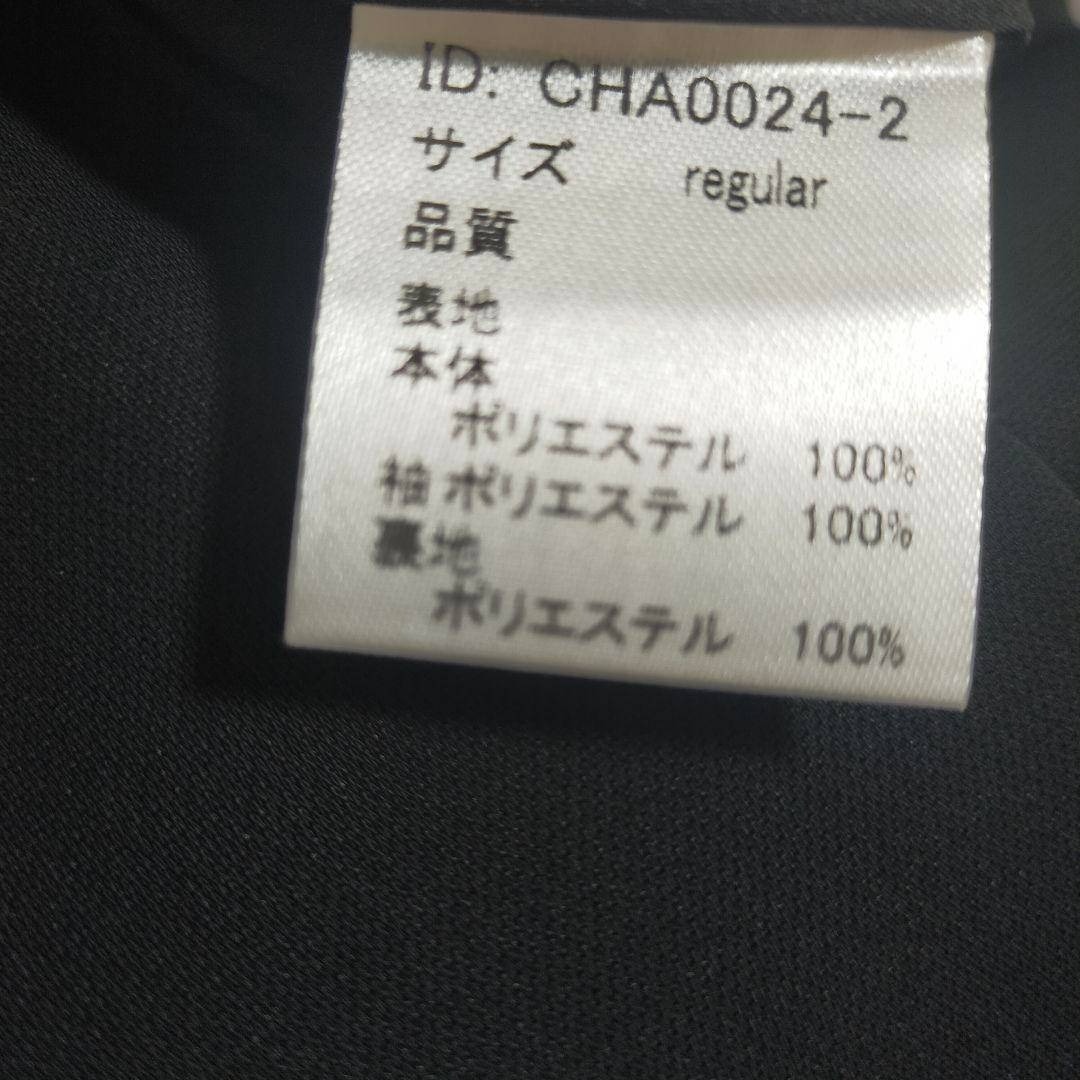 ID: CHA0024-2
サイズ regular
品質
表地
本体
ポリエステル 100%
袖 ポリエステル 100%
裏地
ポリエステル 100%